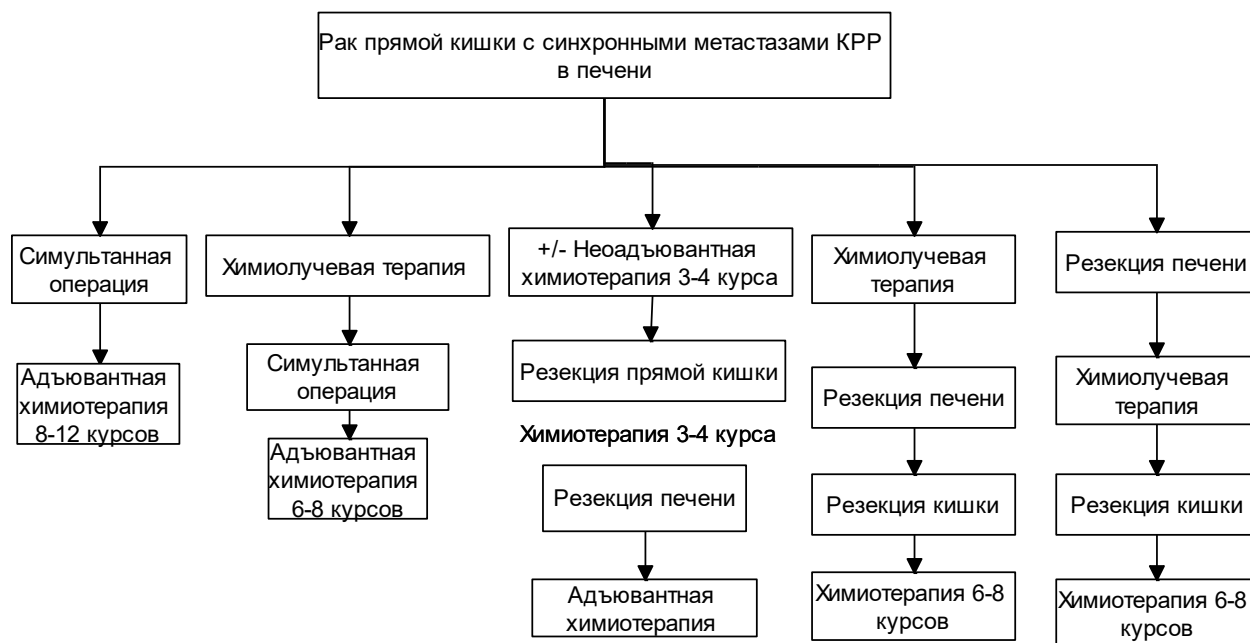 Рак прямой кишки с синхронными метастазами КРР
в печени
Симультанная
операция
Адъювантная
химиотерапия
8-12 курсов
Химиолучевая терапия
Симультанная
операция
Адъювантная
химиотерапия
6-8 курсов
+/- Неоадъювантная
химиотерапия 3-4 курса
Резекция прямой кишки
Химиотерапия 3-4 курса
Резекция печени
Адъювантная
химиотерапия
Химиолучевая
терапия
Резекция печени
Резекция кишки
Химиотерапия 6-8
курсов
Резекция печени
Химиолучевая
терапия
Резекция кишки
Химиотерапия 6-8
курсов